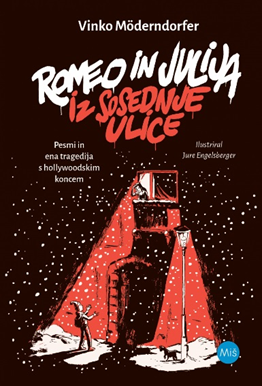 Vinko Möderndorfer
ROMEO IN JULIJA
IZ SOSEDNJE
ULICE
Pesmi in
ena tragedija
s hollywoodskim
koncem
Ilustriral
Jure Engelsberger
Miš